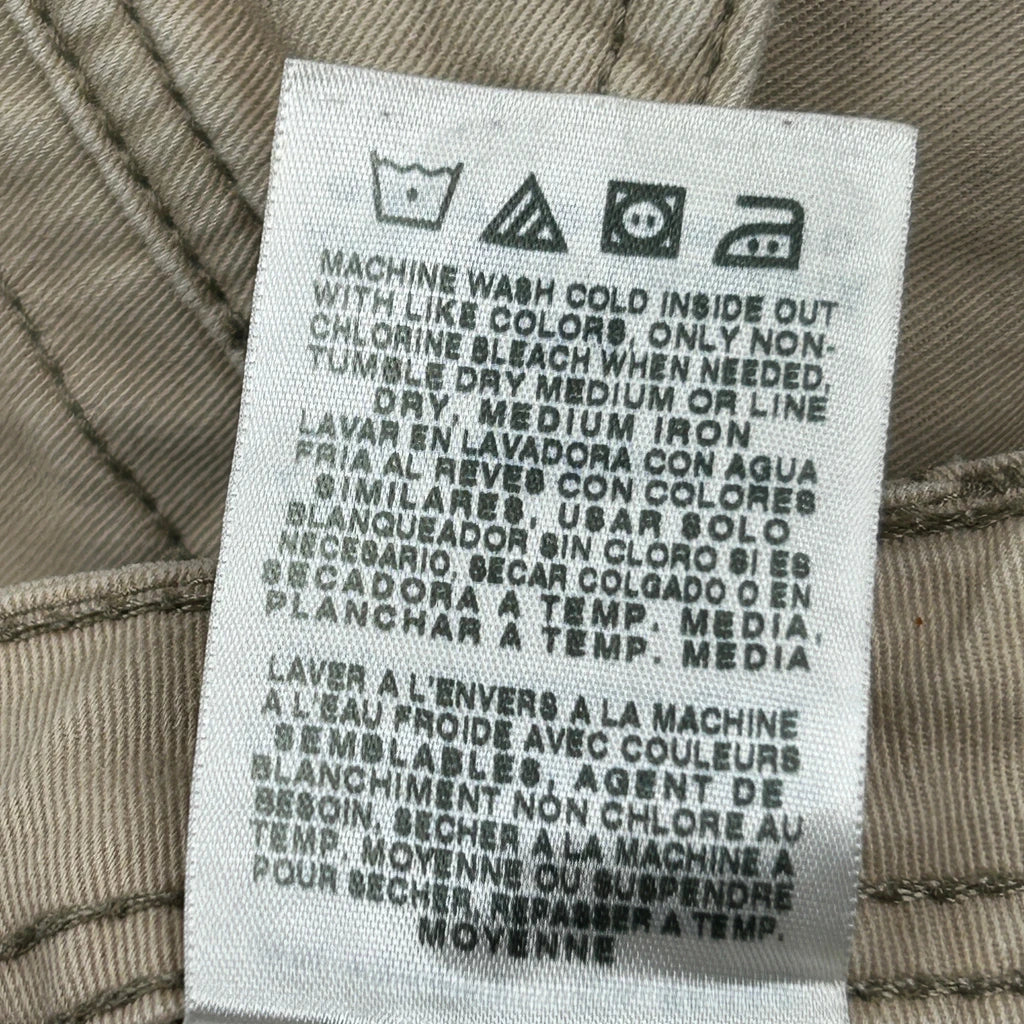 MACHINE WASH COLD INSIDE OUT
WITH LIKE COLORS, ONLY NON-
CHLORINE BLEACH WHEN NEEDED,
TUMBLE DRY MEDIUM OR LINE
DRY, MEDIUM IRON
LAVAR EN LAVADORA CON AGUA
FRIA AL REVES CON COLORES
SIMILARES, USAR SOLO
BLANQUEADOR SIN CLORO SI ES
NECESARIO, SECAR COLGADO O EN
SECADORA A TEMP. MEDIA,
PLANCHAR A TEMP. MEDIA
LAVER A L'ENVERS A LA MACHINE
A L'EAU FROIDE AVEC COULEURS
SEMBLABLES, AGENT DE
BLANCHIMENT NON CHLORE AU
BESOIN, SECHER A LA MACHINE A
TEMP. MOYENNE OU SUSPENDRE
POUR SECHER, REPASSER A TEMP.
MOYENNE